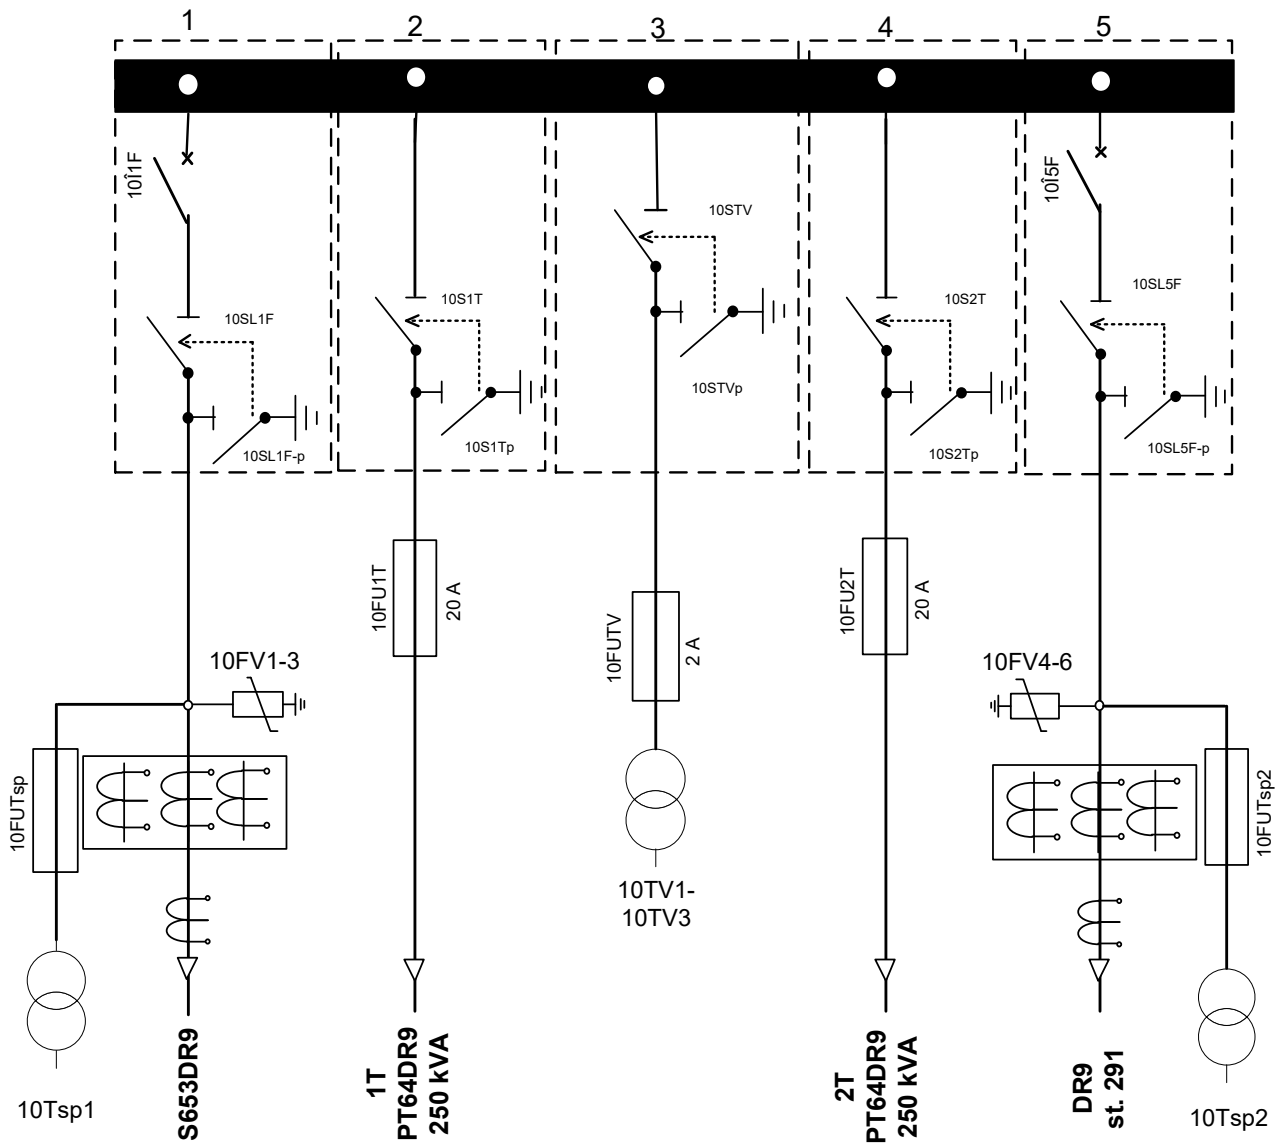 1
2
3
4
5
10Î1F
10SL1F
10SL1F-p
10S1T
10S1Tp
10STV
10STVp
10S2T
10S2Tp
10Î5F
10SL5F
10SL5F-p
10FU1T
20 A
10FUTV
2 A
10FU2T
20 A
10FV1-3
10FV4-6
10FUTsp
10FUTsp2
10TV1-
10TV3
10Tsp1
S653DR9
1T
PT64DR9
250 kVA
2T
PT64DR9
250 kVA
DR9
st. 291
10Tsp2